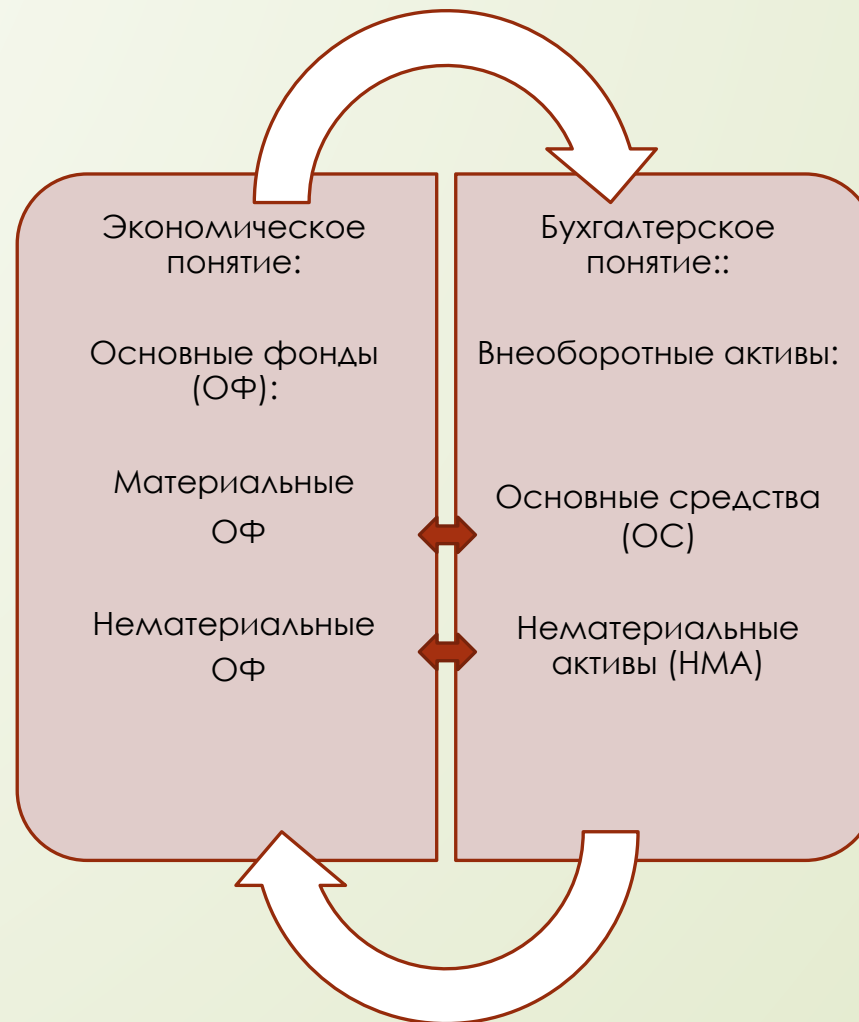 Экономическое
понятие:
Основные фонды
(ОФ):
Материальные
ОФ
Нематериальные
ОФ
Бухгалтерское
понятие::
Внеоборотные активы:
Основные средства
(ОС)
Нематериальные
активы (НМА)